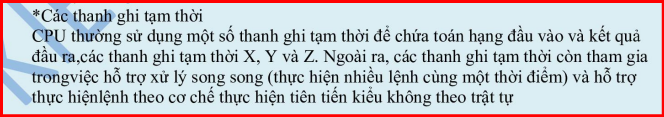 *Các thanh ghi tạm thời
CPU thường sử dụng một số thanh ghi tạm thời để chứa toán hạng đầu vào và kết quả
đầu ra,các thanh ghi tạm thời X, Y và Z. Ngoài ra, các thanh ghi tạm thời còn tham gia
trongviệc hỗ trợ xử lý song song (thực hiện nhiều lệnh cùng một thời điểm) và hỗ trợ
thực hiệnlệnh theo cơ chế thực hiện tiên tiến kiểu không theo trật tự